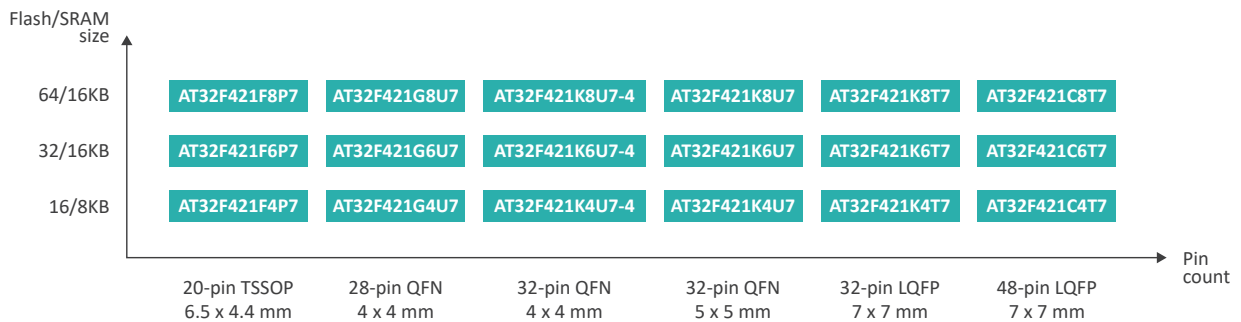 Flash/SRAM
size
64/16KB AT32F421F8P7 AT32F421G8U7 AT32F421K8U7-4 AT32F421K8U7 AT32F421K8T7 AT32F421C8T7
32/16KB AT32F421F6P7 AT32F421G6U7 AT32F421K6U7-4 AT32F421K6U7 AT32F421K6T7 AT32F421C6T7
16/8KB AT32F421F4P7 AT32F421G4U7 AT32F421K4U7-4 AT32F421K4U7 AT32F421K4T7 AT32F421C4T7
Pin
count
20-pin TSSOP 28-pin QFN 32-pin QFN 32-pin QFN 32-pin LQFP 48-pin LQFP
6.5 x 4.4 mm 4 x 4 mm 4 x 4 mm 5 x 5 mm 7 x 7 mm 7 x 7 mm